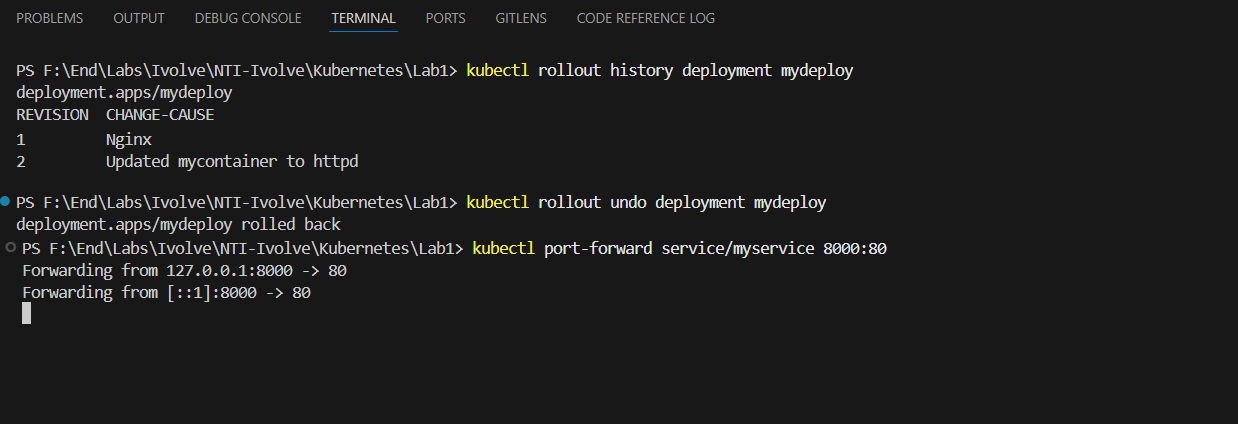 PROBLEMS OUTPUT DEBUG CONSOLE TERMINAL PORTS GITLENS CODE REFERENCE LOG
PS F:\End\Labs\Ivolve\NTI-Ivolve\Kubernetes\Lab1> kubectl rollout history deployment mydeploy
deployment.apps/mydeploy
REVISION  CHANGE-CAUSE
1         Nginx
2         Updated mycontainer to httpd
PS F:\End\Labs\Ivolve\NTI-Ivolve\Kubernetes\Lab1> kubectl rollout undo deployment mydeploy
deployment.apps/mydeploy rolled back
PS F:\End\Labs\Ivolve\NTI-Ivolve\Kubernetes\Lab1> kubectl port-forward service/myservice 8000:80
Forwarding from 127.0.0.1:8000 -> 80
Forwarding from [::1]:8000 -> 80